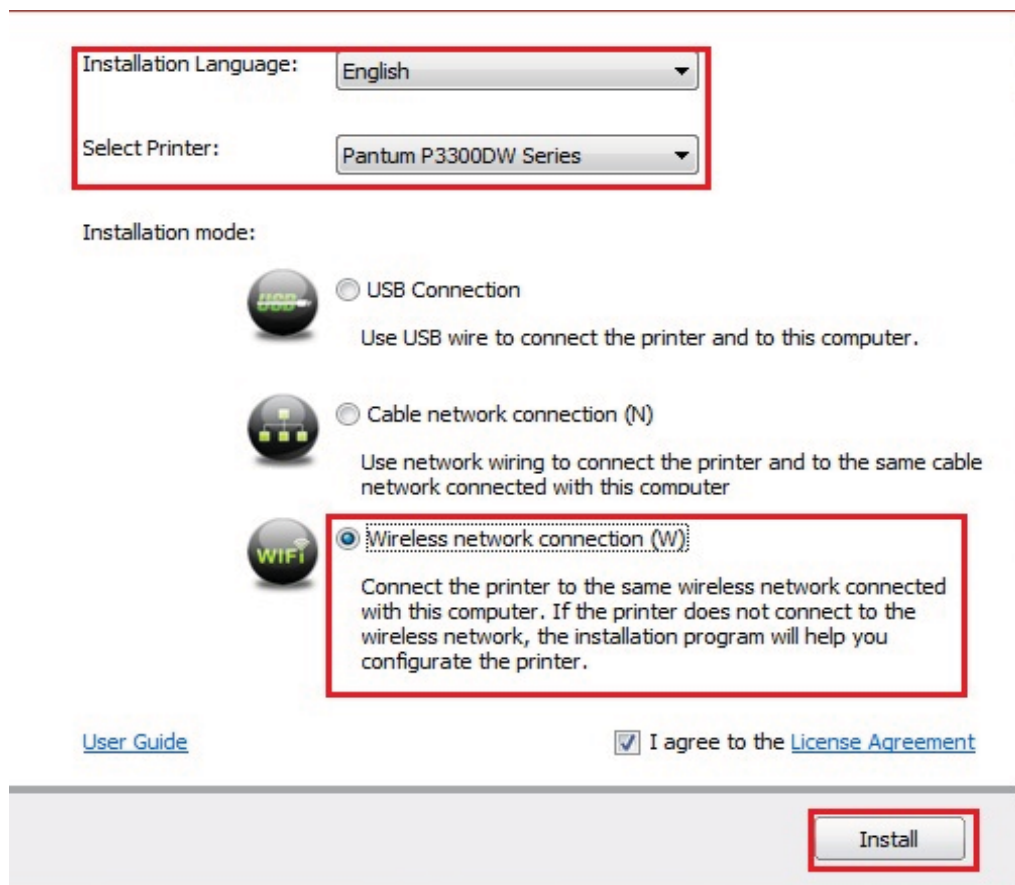 Installation Language:
English
Select Printer:
Pantum P3300DW Series
Installation mode:
USB
USB Connection
Use USB wire to connect the printer and to this computer.
Cable network connection (N)
Use network wiring to connect the printer and to the same cable
network connected with this computer
WiFi
Wireless network connection (W)
Connect the printer to the same wireless network connected
with this computer. If the printer does not connect to the
wireless network, the installation program will help you
configurate the printer.
User Guide
I agree to the License Agreement
Install